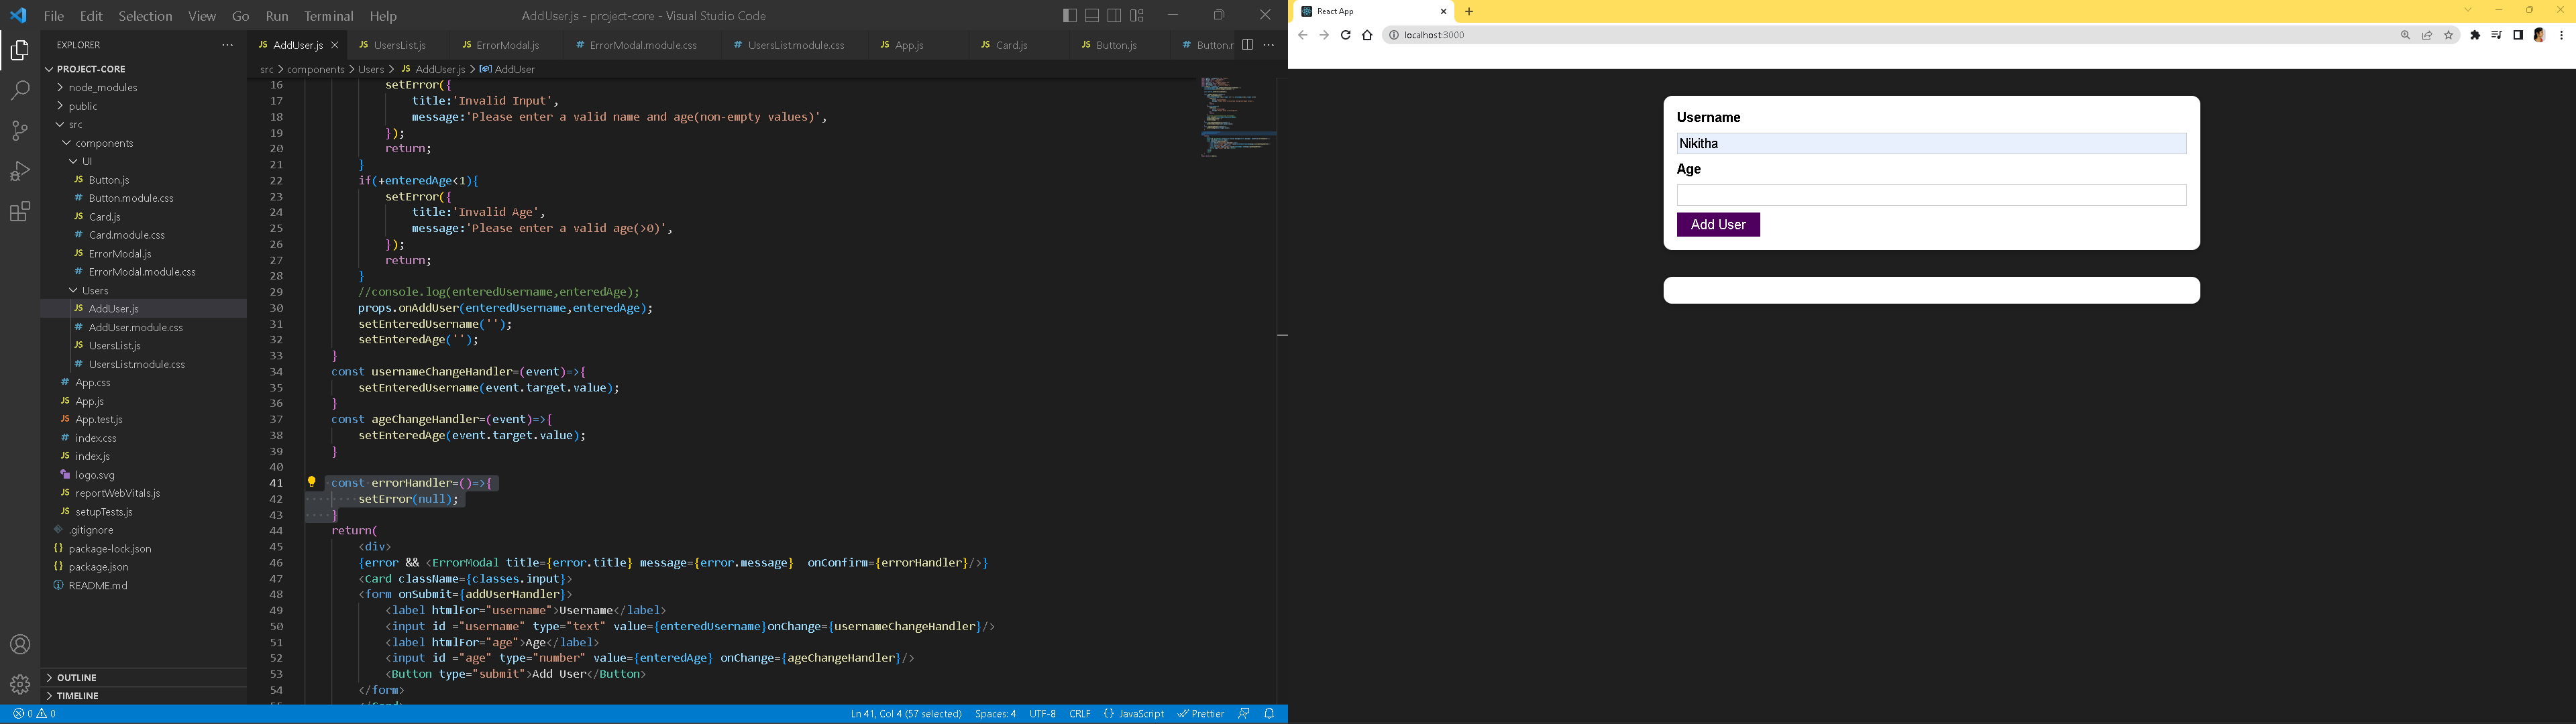 File Edit Selection View Go Run Terminal Help
AddUser.js - project-core - Visual Studio Code
EXPLORER
PROJECT-CORE
node_modules
public
src
components
UI
JS Button.js
# Button.module.css
JS Card.js
# Card.module.css
JS ErrorModal.js
# ErrorModal.module.css
Users
JS AddUser.js
# AddUser.module.css
JS UsersList.js
# UsersList.module.css
# App.css
JS App.js
JS App.test.js
# index.css
JS index.js
logo.svg
JS reportWebVitals.js
JS setupTests.js
.gitignore
{} package-lock.json
{} package.json
README.md
OUTLINE
TIMELINE
JS AddUser.js JS UsersList.js JS ErrorModal.js # ErrorModal.module.css # UsersList.module.css JS App.js JS Card.js JS Button.js # Button.r
src > components > Users > JS AddUser.js > AddUser
16 setError({
17 title:'Invalid Input',
18 message:'Please enter a valid name and age(non-empty values)',
19 });
20 return;
21 }
22 if(+enteredAge<1){
23 setError({
24 title:'Invalid Age',
25 message:'Please enter a valid age(>0)',
26 });
27 return;
28 }
29 //console.log(enteredUsername,enteredAge);
30 props.onAddUser(enteredUsername,enteredAge);
31 setEnteredUsername('');
32 setEnteredAge('');
33 }
34 const usernameChangeHandler=(event)=>{
35 setEnteredUsername(event.target.value);
36 }
37 const ageChangeHandler=(event)=>{
38 setEnteredAge(event.target.value);
39 }
40
41 const errorHandler=()=>{
42 setError(null);
43 }
44 return(
45 <div>
46 {error && <ErrorModal title={error.title} message={error.message}  onConfirm={errorHandler}/>}
47 <Card className={classes.input}>
48 <form onSubmit={addUserHandler}>
49 <label htmlFor="username">Username</label>
50 <input id ="username" type="text" value={enteredUsername}onChange={usernameChangeHandler}/>
51 <label htmlFor="age">Age</label>
52 <input id ="age" type="number" value={enteredAge} onChange={ageChangeHandler}/>
53 <Button type="submit">Add User</Button>
54 </form>
0 0
Ln 41, Col 4 (57 selected) Spaces: 4 UTF-8 CRLF {} JavaScript Prettier
React App
localhost:3000
Username
Nikitha
Age
Add User